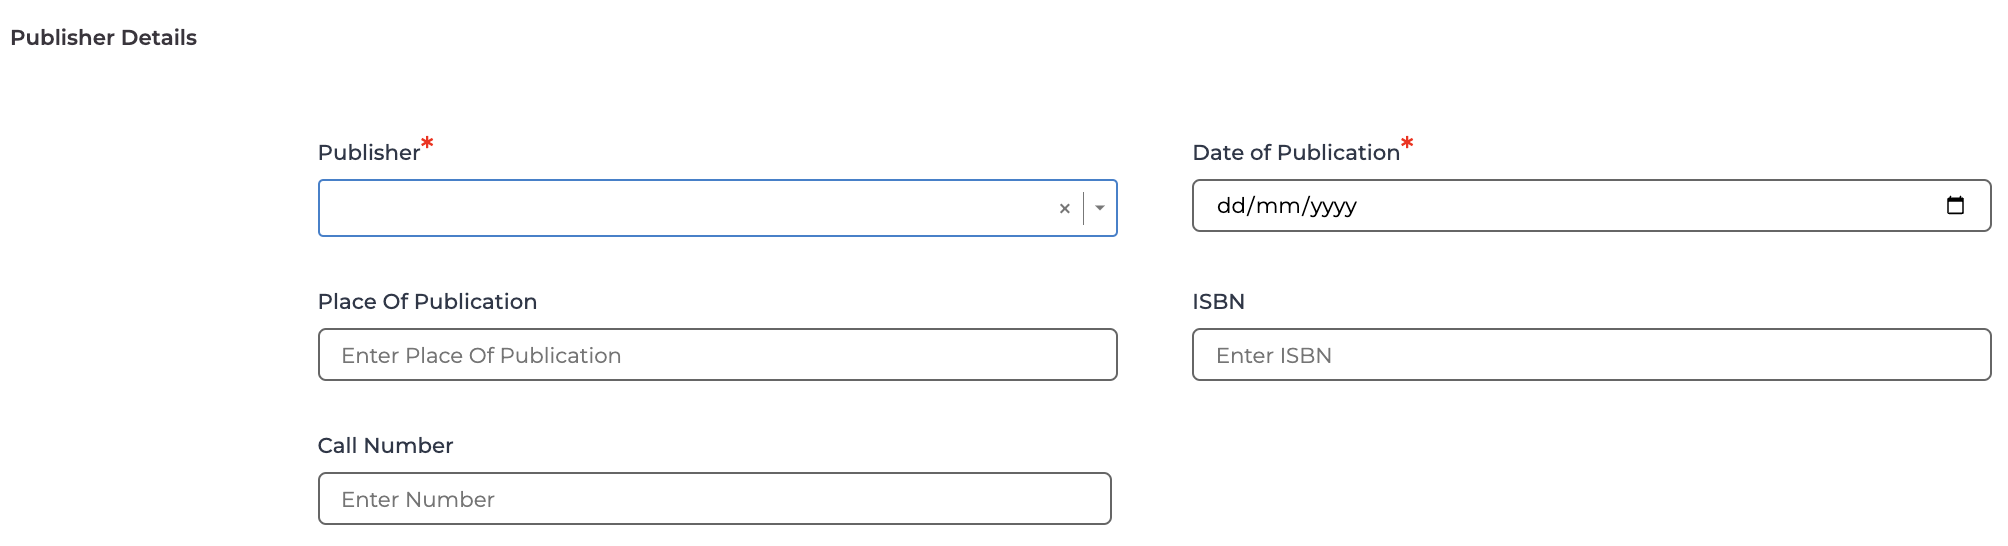 Publisher Details
Publisher*
Date of Publication*
dd/mm/yyyy
Place Of Publication
ISBN
Enter Place Of Publication
Enter ISBN
Call Number
Enter Number